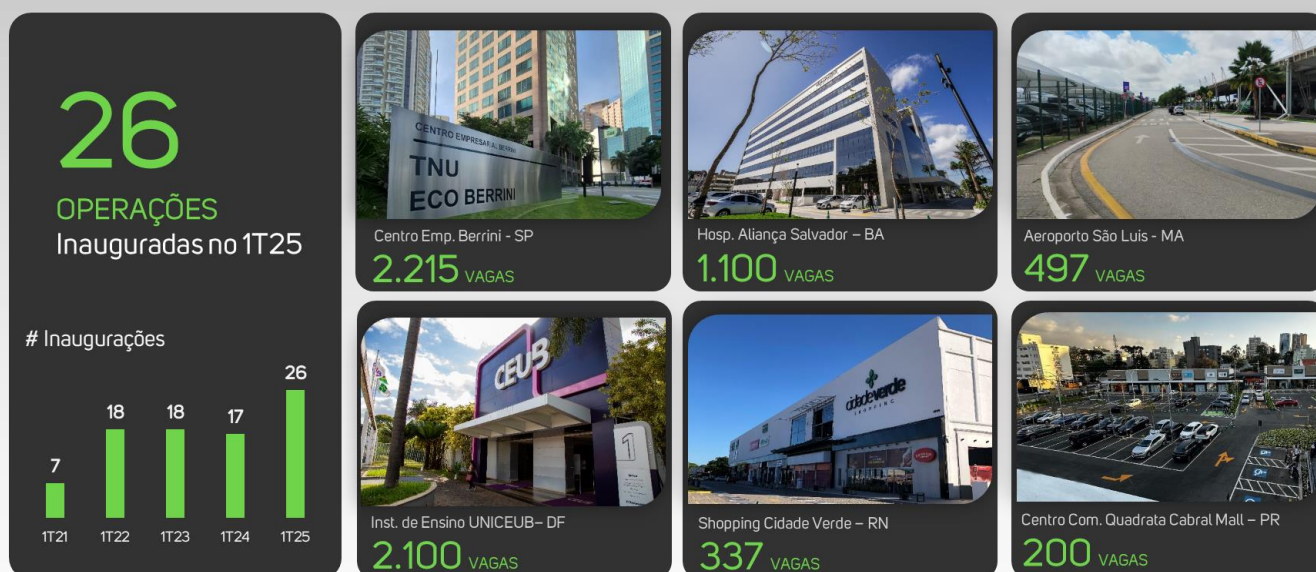 26
OPERAÇÕES
Inauguradas no 1T25
# Inaugurações
7
18
18
17
26
1T21
1T22
1T23
1T24
1T25
CENTRO EMPRESARIAL BERRINI
TNU
ECO BERRINI
Centro Emp. Berrini - SP
2.215 VAGAS
Hosp. Aliança Salvador – BA
1.100 VAGAS
Aeroporto São Luis - MA
497 VAGAS
CEUB
1
Inst. de Ensino UNICEUB– DF
2.100 VAGAS
cidadeverde
SHOPPING
Shopping Cidade Verde – RN
337 VAGAS
Centro Com. Quadrata Cabral Mall – PR
200 VAGAS